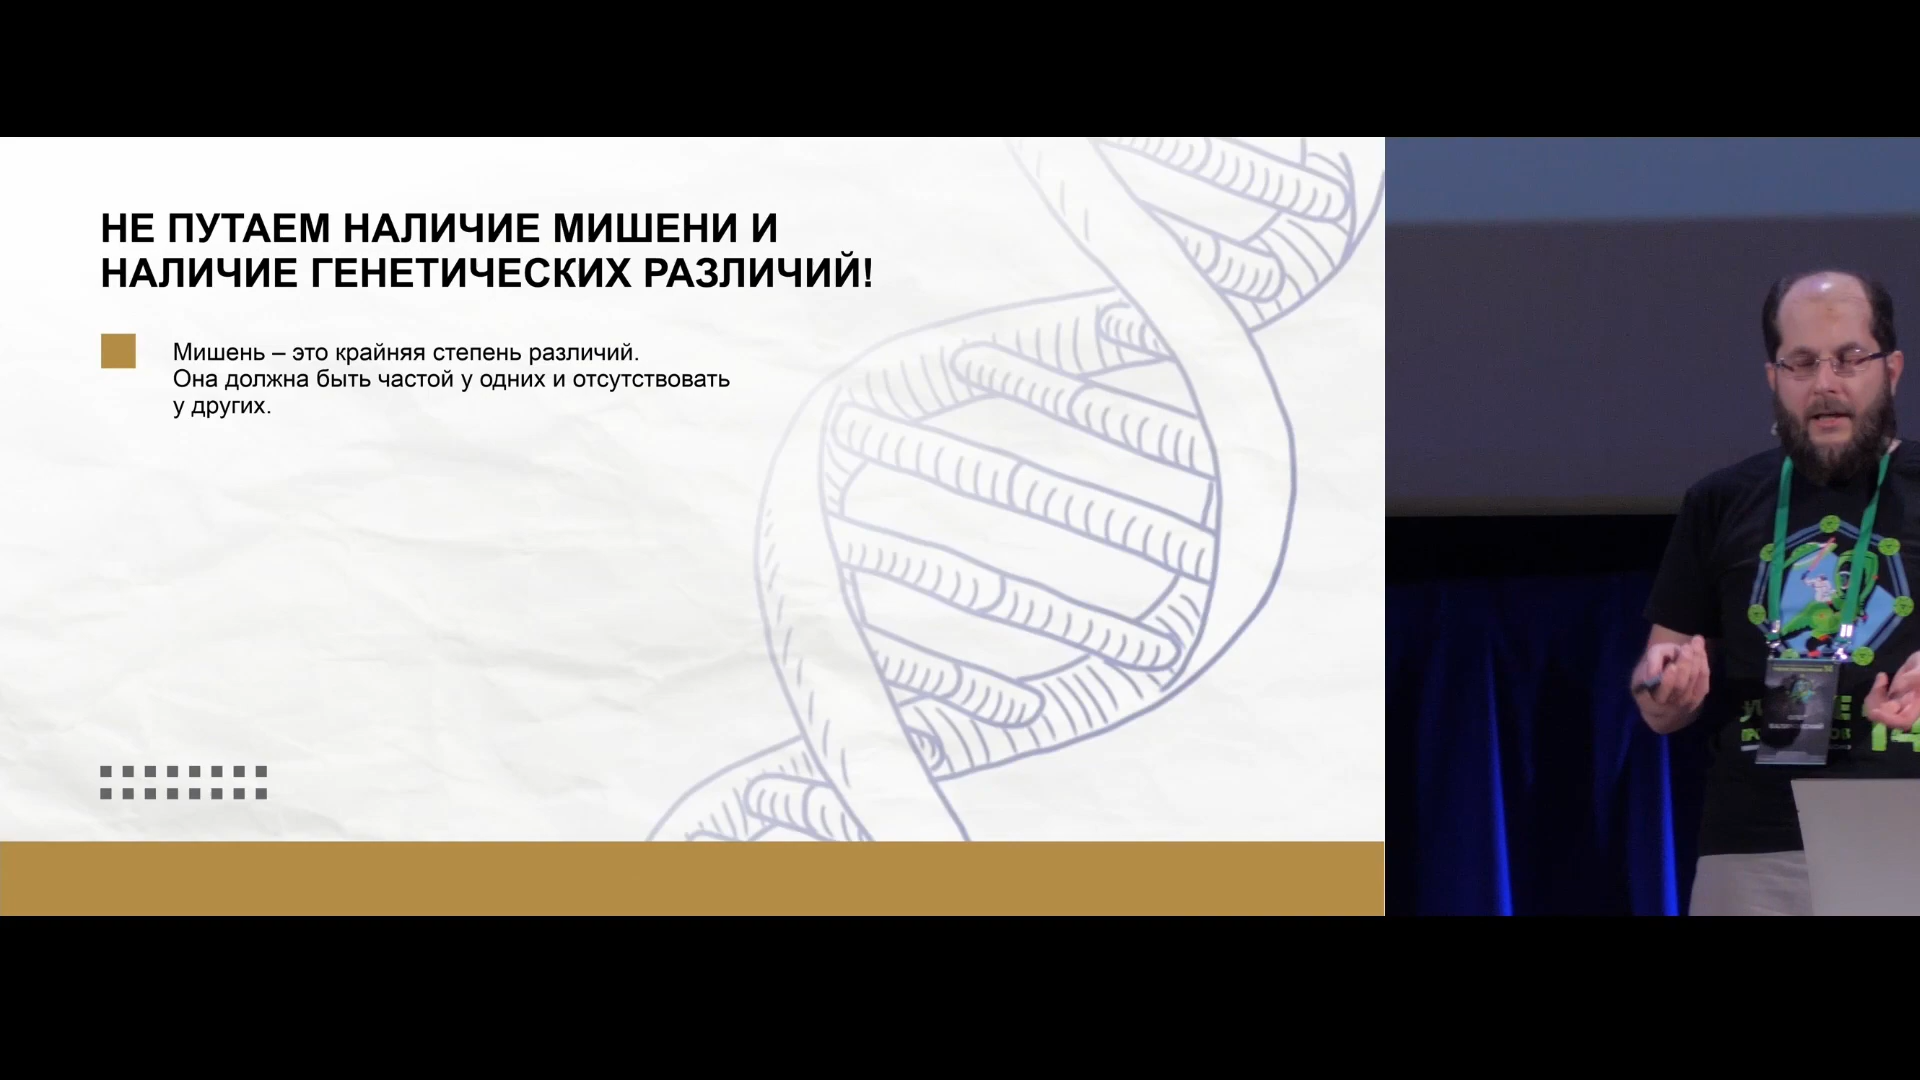 НЕ ПУТАЕМ НАЛИЧИЕ МИШЕНИ И
НАЛИЧИЕ ГЕНЕТИЧЕСКИХ РАЗЛИЧИЙ!
Мишень – это крайняя степень различий.
Она должна быть частой у одних и отсутствовать
у других.
14